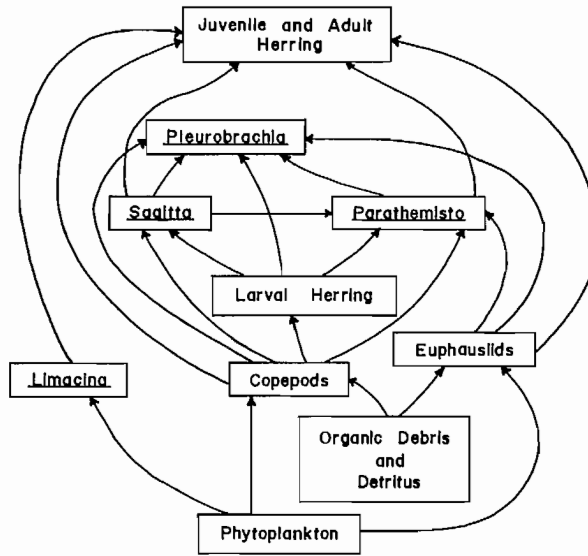 Juvenile and Adult
Herring
Pleurobrachia
Sagitta
Parathemisto
Larval Herring
Euphausiids
Limacina
Copepods
Organic Debris
and
Detritus
Phytoplankton